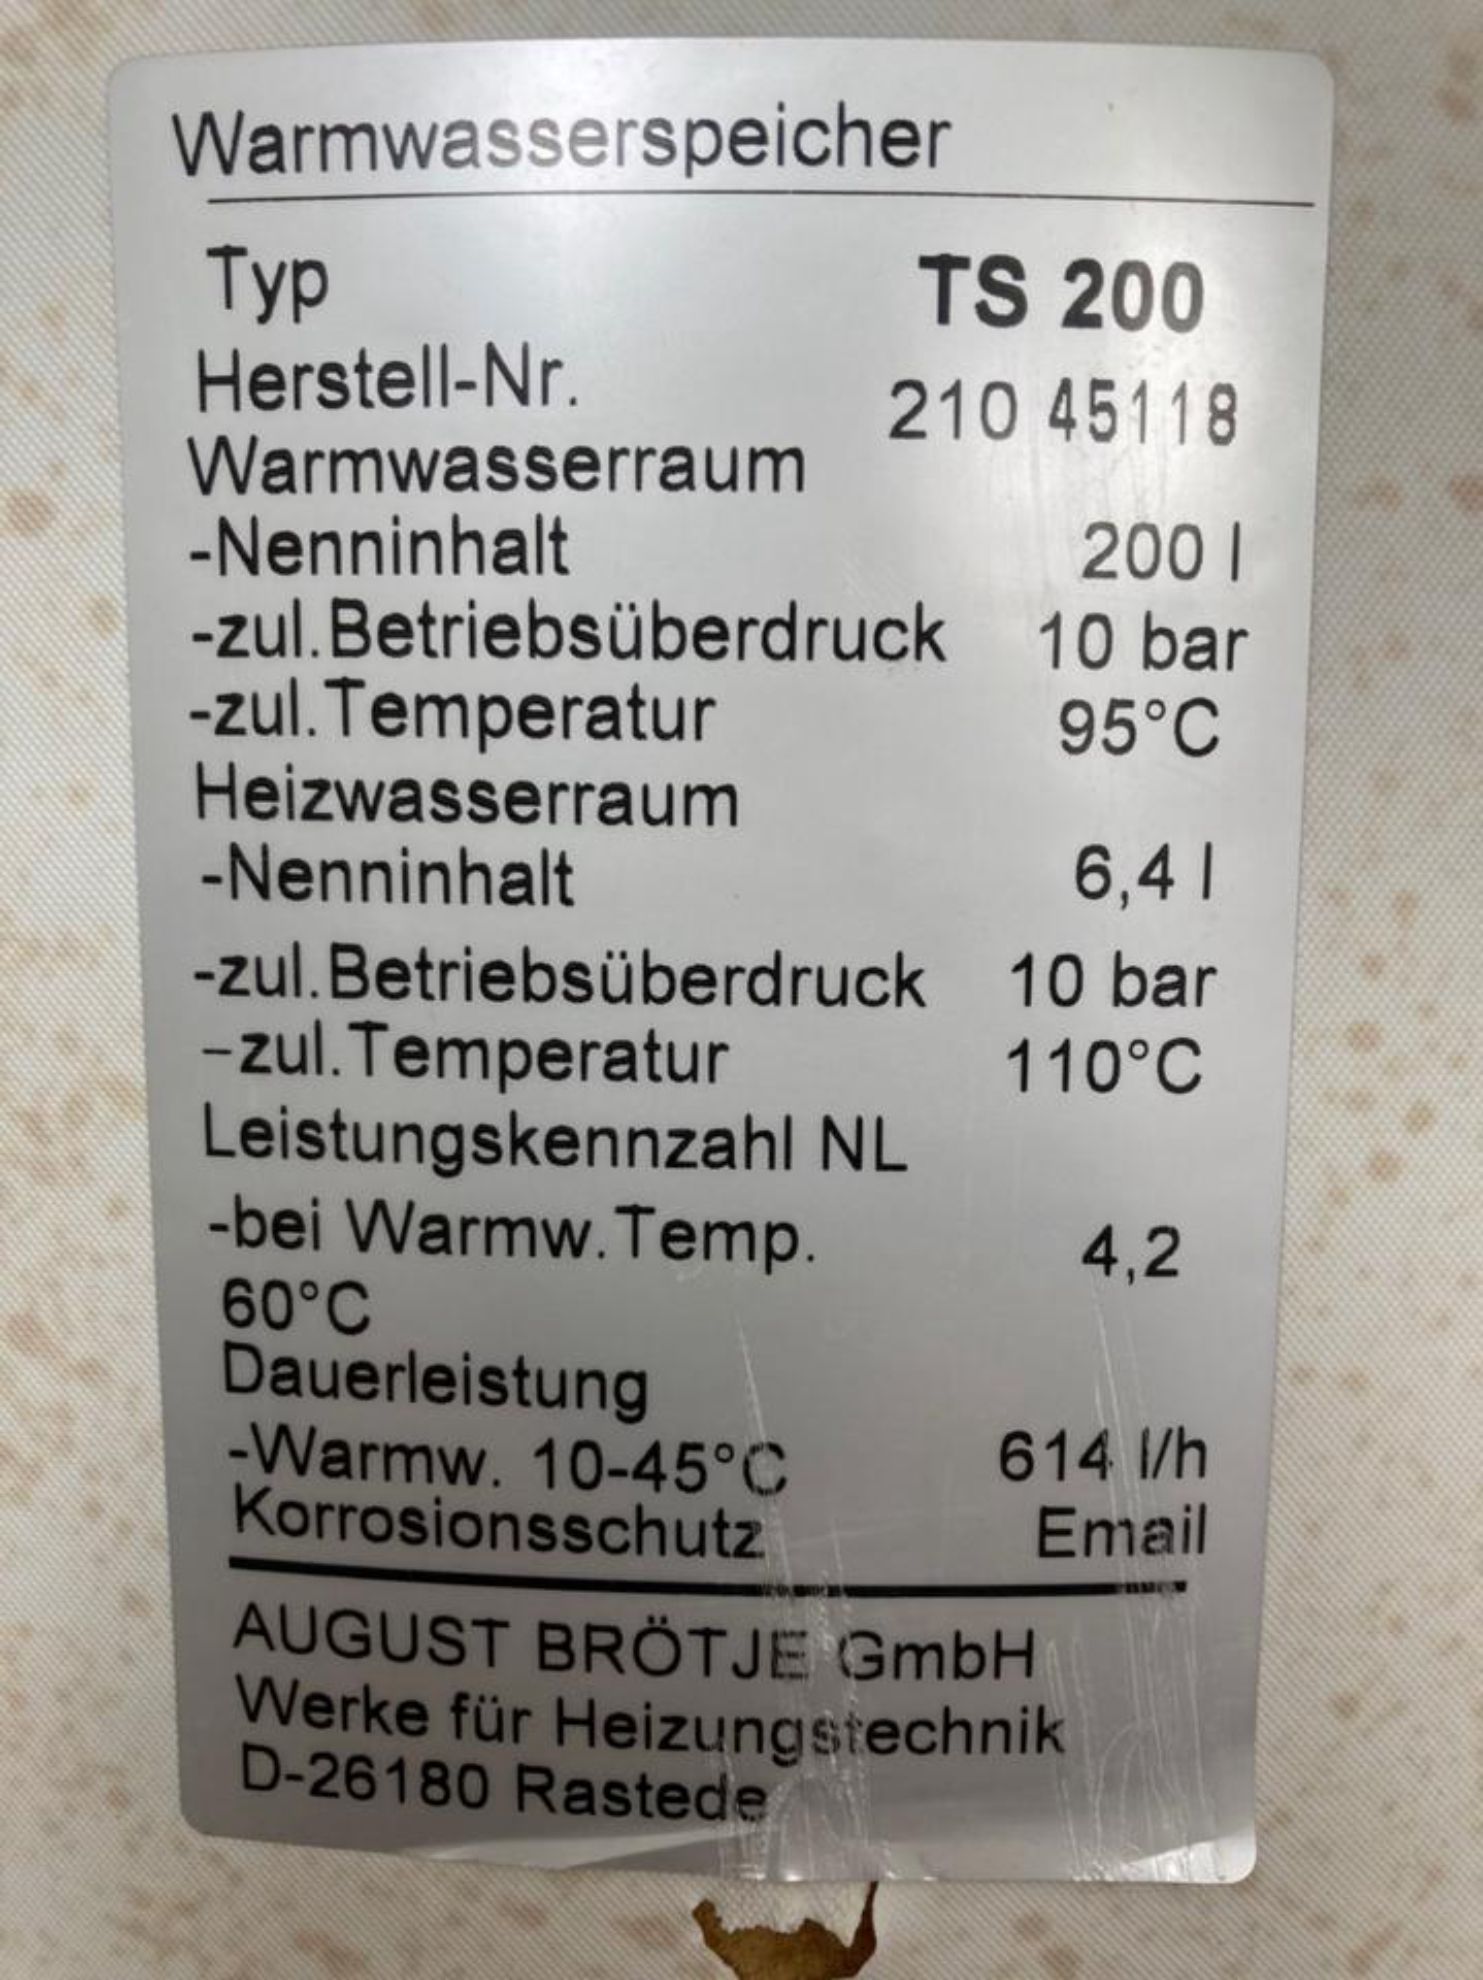 Warmwasserspeicher
Typ TS 200
Herstell-Nr. 210 45118
Warmwasserraum
-Nenninhalt 200 l
-zul.Betriebsüberdruck 10 bar
-zul.Temperatur 95°C
Heizwasserraum
-Nenninhalt 6,4 l
-zul.Betriebsüberdruck 10 bar
-zul.Temperatur 110°C
Leistungskennzahl NL
-bei Warmw.Temp. 4,2
60°C
Dauerleistung
-Warmw. 10-45°C 614 l/h
Korrosionsschutz Email
AUGUST BRÖTJE GmbH
Werke für Heizungstechnik
D-26180 Rastede